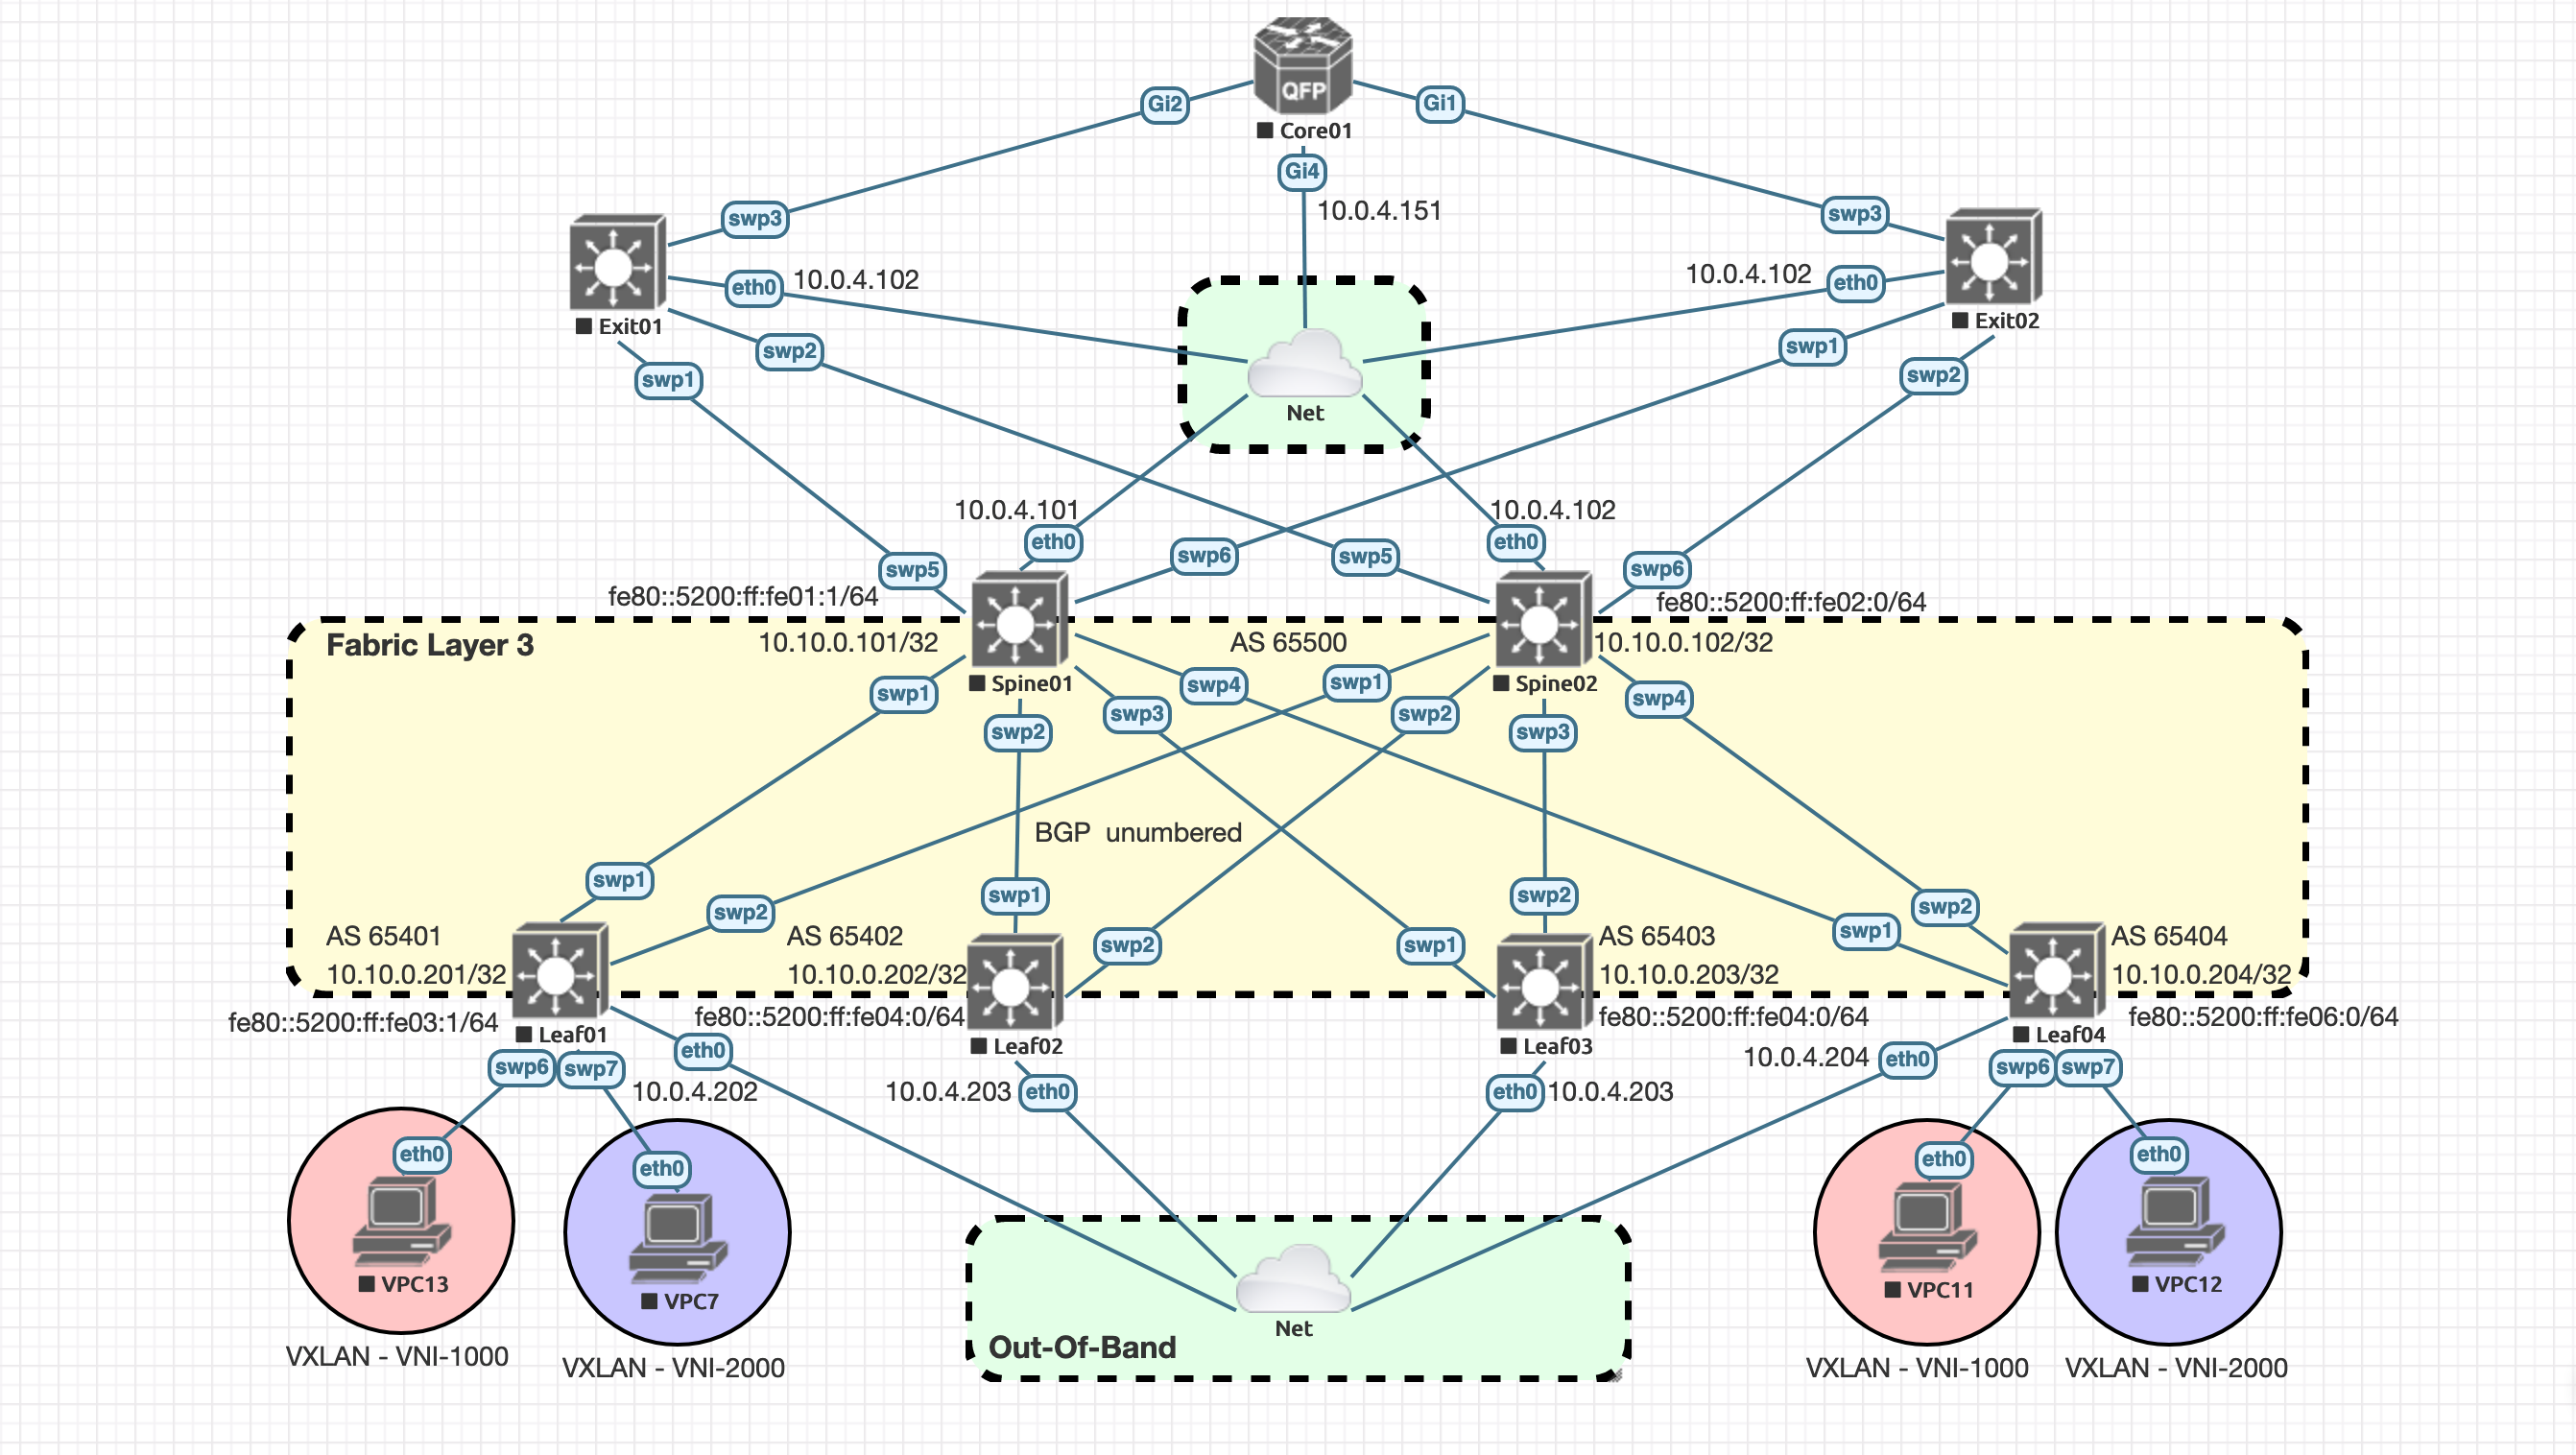 QFP
Gi2
Gi1
Core01
Gi4
10.0.4.151
swp3
swp3
eth0
10.0.4.102
10.0.4.102
eth0
Exit01
Exit02
swp2
swp1
swp1
swp2
Net
10.0.4.101
10.0.4.102
eth0
eth0
swp5
swp6
swp5
swp6
fe80::5200:ff:fe01:1/64
fe80::5200:ff:fe02:0/64
Fabric Layer 3
10.10.0.101/32
AS 65500
10.10.0.102/32
Spine01
Spine02
swp1
swp4
swp1
swp4
swp3
swp2
swp2
swp3
BGP unumbered
swp1
swp2
swp1
swp2
swp2
swp2
swp1
swp1
AS 65401
10.10.0.201/32
AS 65402
10.10.0.202/32
AS 65403
10.10.0.203/32
AS 65404
10.10.0.204/32
fe80::5200:ff:fe03:1/64
fe80::5200:ff:fe04:0/64
fe80::5200:ff:fe04:0/64
fe80::5200:ff:fe06:0/64
Leaf01
Leaf02
Leaf03
Leaf04
swp6
swp7
eth0
10.0.4.202
10.0.4.203
eth0
eth0
10.0.4.203
10.0.4.204
eth0
swp6
swp7
eth0
eth0
eth0
eth0
VPC13
VPC7
VPC11
VPC12
VXLAN - VNI-1000
VXLAN - VNI-2000
Net
Out-Of-Band
VXLAN - VNI-1000
VXLAN - VNI-2000